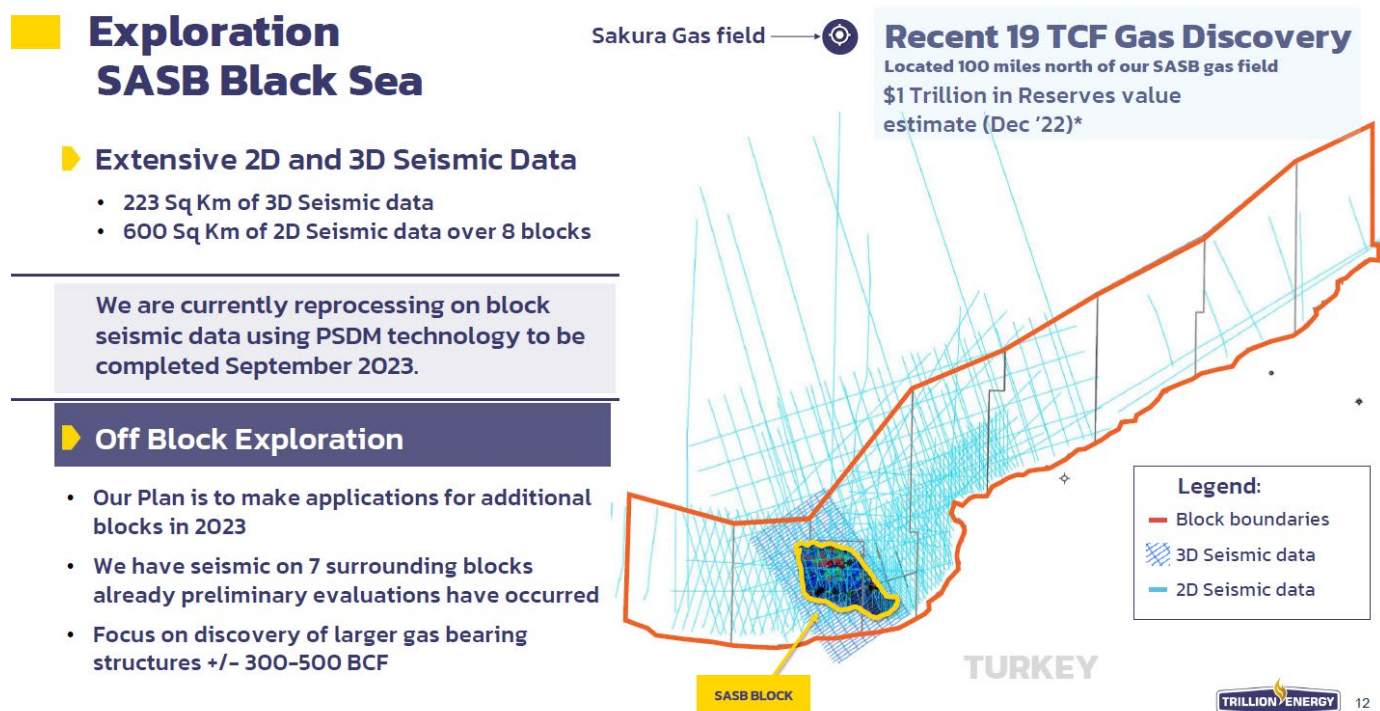 Exploration
SASB Black Sea
Sakura Gas field
Recent 19 TCF Gas Discovery
Located 100 miles north of our SASB gas field
$1 Trillion in Reserves value
estimate (Dec '22)*
Extensive 2D and 3D Seismic Data
• 223 Sq Km of 3D Seismic data
• 600 Sq Km of 2D Seismic data over 8 blocks
We are currently reprocessing on block
seismic data using PSDM technology to be
completed September 2023.
Off Block Exploration
• Our Plan is to make applications for additional
blocks in 2023
• We have seismic on 7 surrounding blocks
already preliminary evaluations have occurred
• Focus on discovery of larger gas bearing
structures +/- 300-500 BCF
Legend:
Block boundaries
3D Seismic data
2D Seismic data
SASB BLOCK
TURKEY
TRILLION ENERGY
12